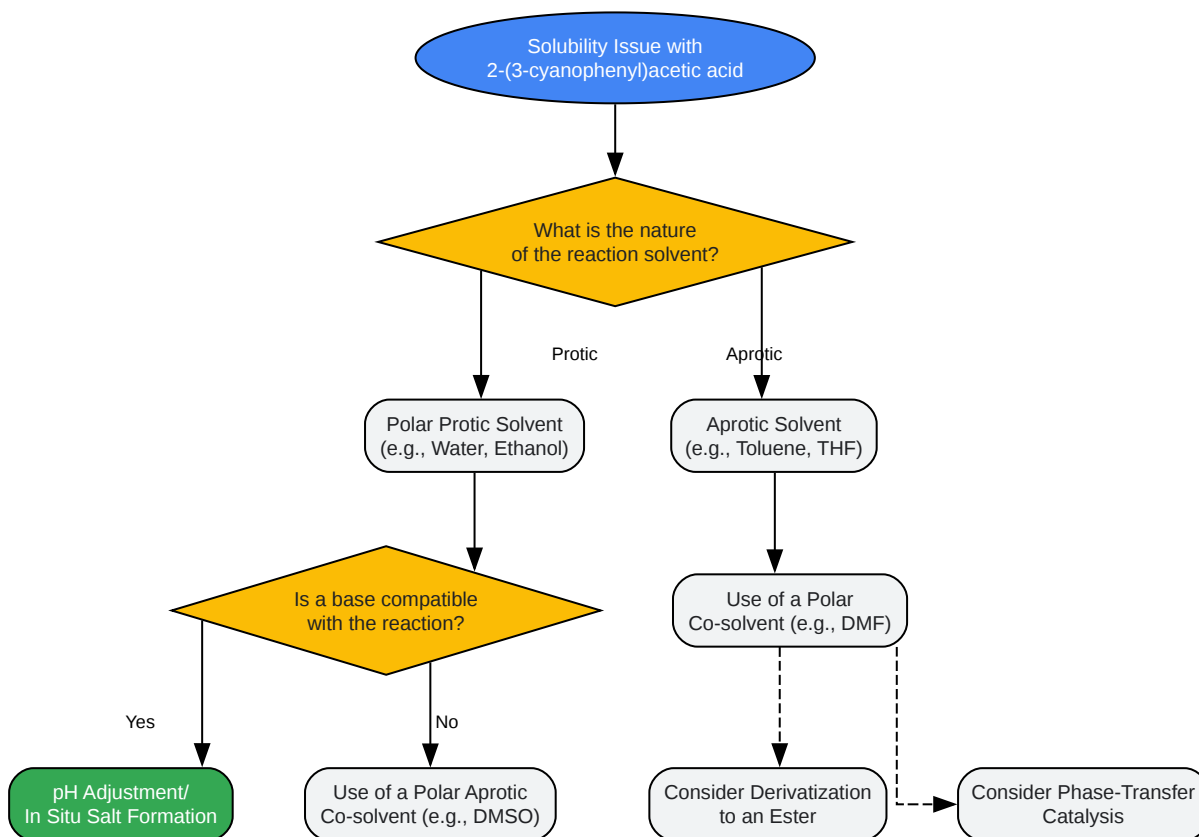 Solubility Issue with
2-(3-cyanophenyl)acetic acid
What is the nature
of the reaction solvent?
Protic
Aprotic
Polar Protic Solvent
(e.g., Water, Ethanol)
Aprotic Solvent
(e.g., Toluene, THF)
Is a base compatible
with the reaction?
Use of a Polar
Co-solvent (e.g., DMF)
Yes
No
pH Adjustment/
In Situ Salt Formation
Use of a Polar Aprotic
Co-solvent (e.g., DMSO)
Consider Derivatization
to an Ester
Consider Phase-Transfer
Catalysis